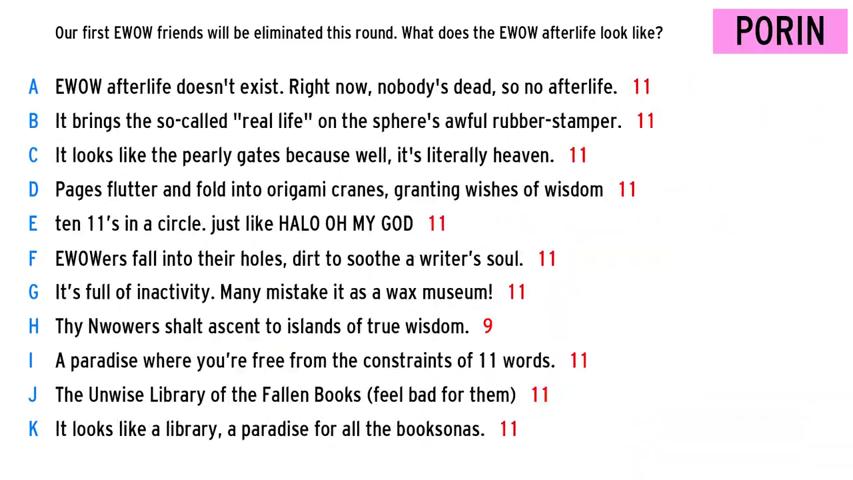 Our first EWOW friends will be eliminated this round. What does the EWOW afterlife look like?
PORIN
A EWOW afterlife doesn't exist. Right now, nobody's dead, so no afterlife. 11
B It brings the so-called "real life" on the sphere's awful rubber-stamper. 11
C It looks like the pearly gates because well, it's literally heaven. 11
D Pages flutter and fold into origami cranes, granting wishes of wisdom 11
E ten 11's in a circle. just like HALO OH MY GOD 11
F EWOWers fall into their holes, dirt to soothe a writer's soul. 11
G It's full of inactivity. Many mistake it as a wax museum! 11
H Thy Nwowers shalt ascent to islands of true wisdom. 9
I A paradise where you're free from the constraints of 11 words. 11
J The Unwise Library of the Fallen Books (feel bad for them) 11
K It looks like a library, a paradise for all the booksonas. 11